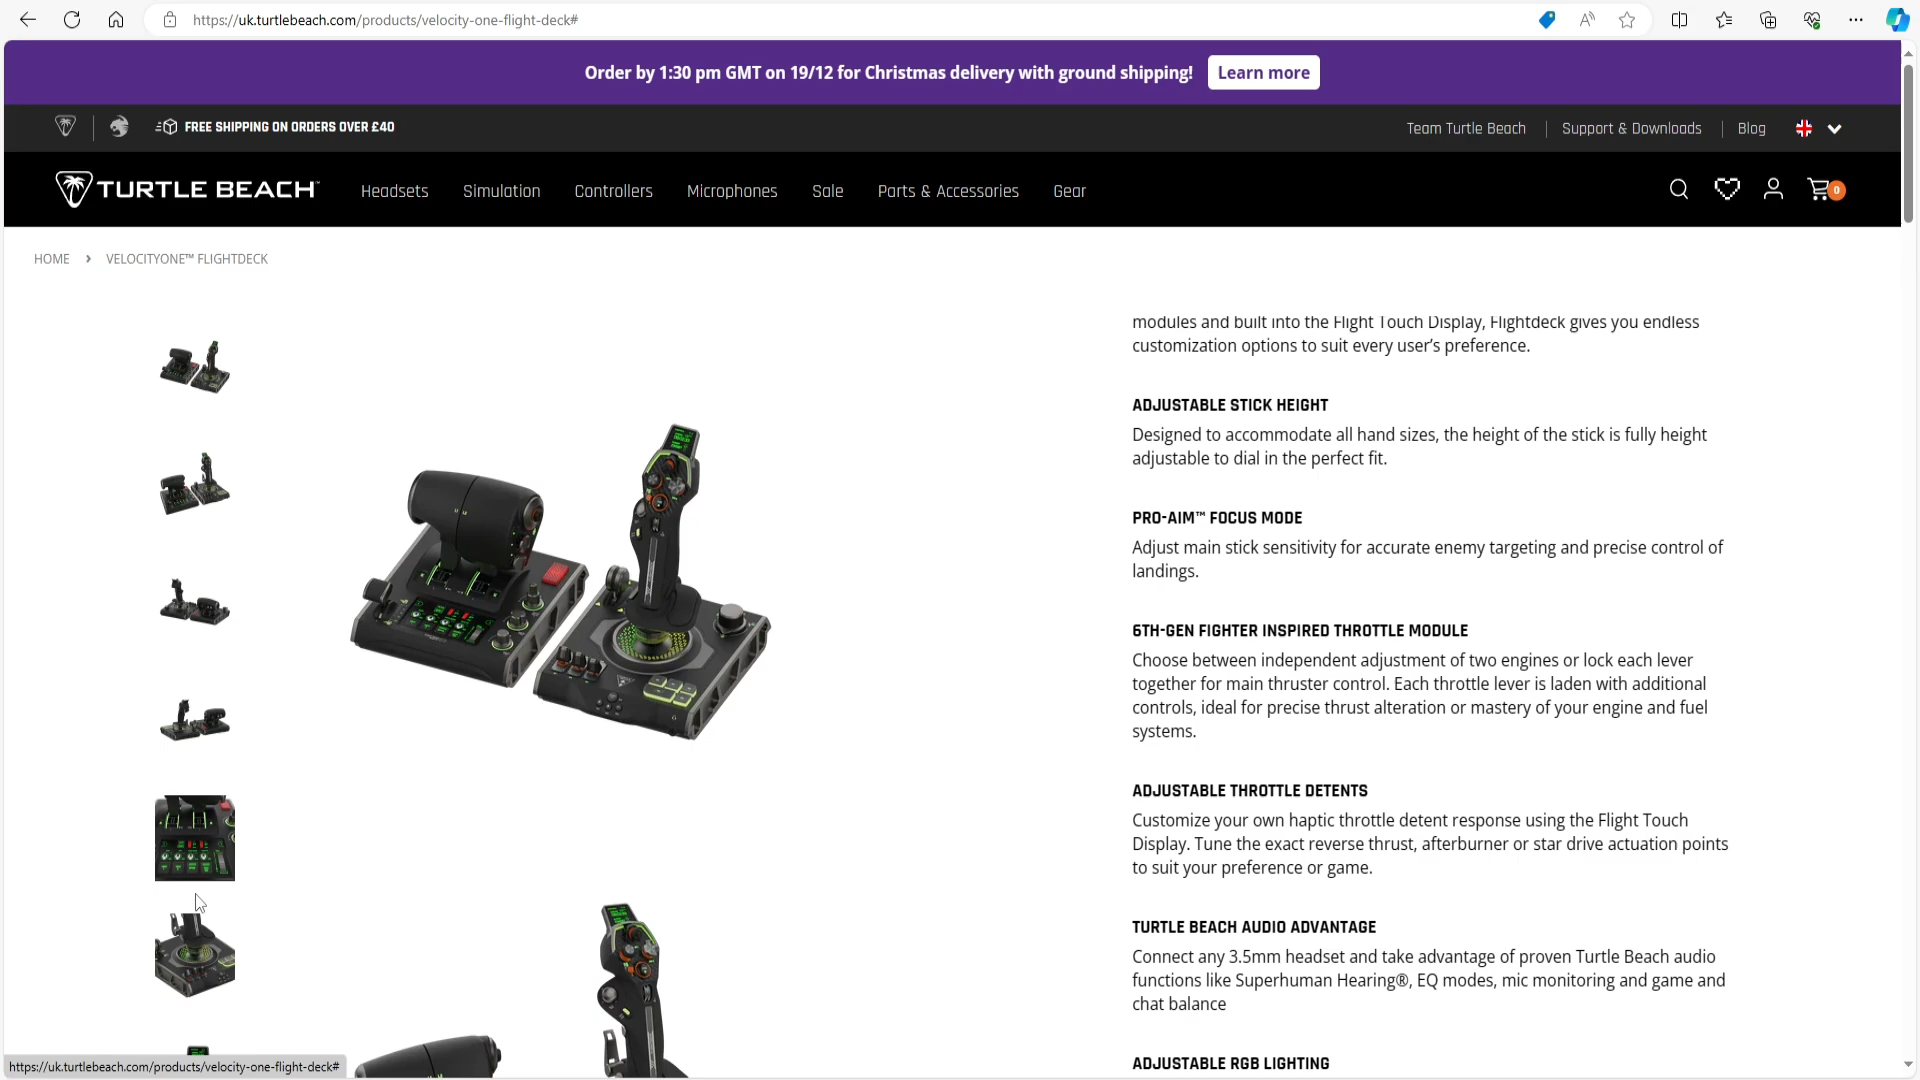 https://uk.turtlebeach.com/products/velocity-one-flight-deck#
Order by 1:30 pm GMT on 19/12 for Christmas delivery with ground shipping!
Learn more
FREE SHIPPING ON ORDERS OVER £40
Team Turtle Beach
Support & Downloads
Blog
TURTLE BEACH
Headsets
Simulation
Controllers
Microphones
Sale
Parts & Accessories
Gear
0
HOME › VELOCITYONE™ FLIGHTDECK
modules and built into the Flight Touch Display, Flightdeck gives you endless
customization options to suit every user’s preference.
ADJUSTABLE STICK HEIGHT
Designed to accommodate all hand sizes, the height of the stick is fully height
adjustable to dial in the perfect fit.
PRO-AIM™ FOCUS MODE
Adjust main stick sensitivity for accurate enemy targeting and precise control of
landings.
6TH-GEN FIGHTER INSPIRED THROTTLE MODULE
Choose between independent adjustment of two engines or lock each lever
together for main thruster control. Each throttle lever is laden with additional
controls, ideal for precise thrust alteration or mastery of your engine and fuel
systems.
ADJUSTABLE THROTTLE DETENTS
Customize your own haptic throttle detent response using the Flight Touch
Display. Tune the exact reverse thrust, afterburner or star drive actuation points
to suit your preference or game.
TURTLE BEACH AUDIO ADVANTAGE
Connect any 3.5mm headset and take advantage of proven Turtle Beach audio
functions like Superhuman Hearing®, EQ modes, mic monitoring and game and
chat balance
ADJUSTABLE RGB LIGHTING
https://uk.turtlebeach.com/products/velocity-one-flight-deck#